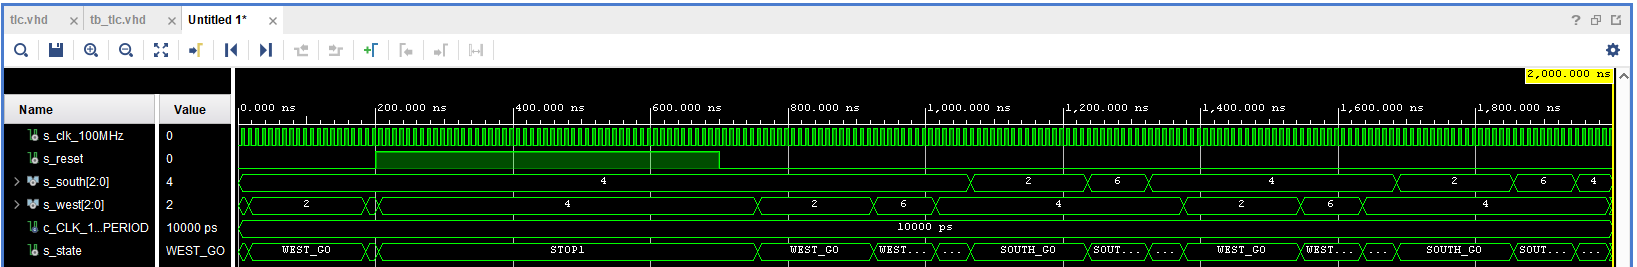 tlc.vhd × tb_tlc.vhd × Untitled 1* × ?
2,000.000 ns
Name Value 0.000 ns 200.000 ns 400.000 ns 600.000 ns 800.000 ns 1,000.000 ns 1,200.000 ns 1,400.000 ns 1,600.000 ns 1,800.000 ns
s_clk_100MHz 0
s_reset 0
s_south[2:0] 4 4 2 6 4 2 6 4
s_west[2:0] 2 2 4 2 6 4 2 6 4
c_CLK_1...PERIOD 10000 ps 10000 ps
s_state WEST_GO WEST_GO STOP1 WEST_GO WEST... ... SOUTH_GO SOUT... ... WEST_GO WEST... ... SOUTH_GO SOUT... ...